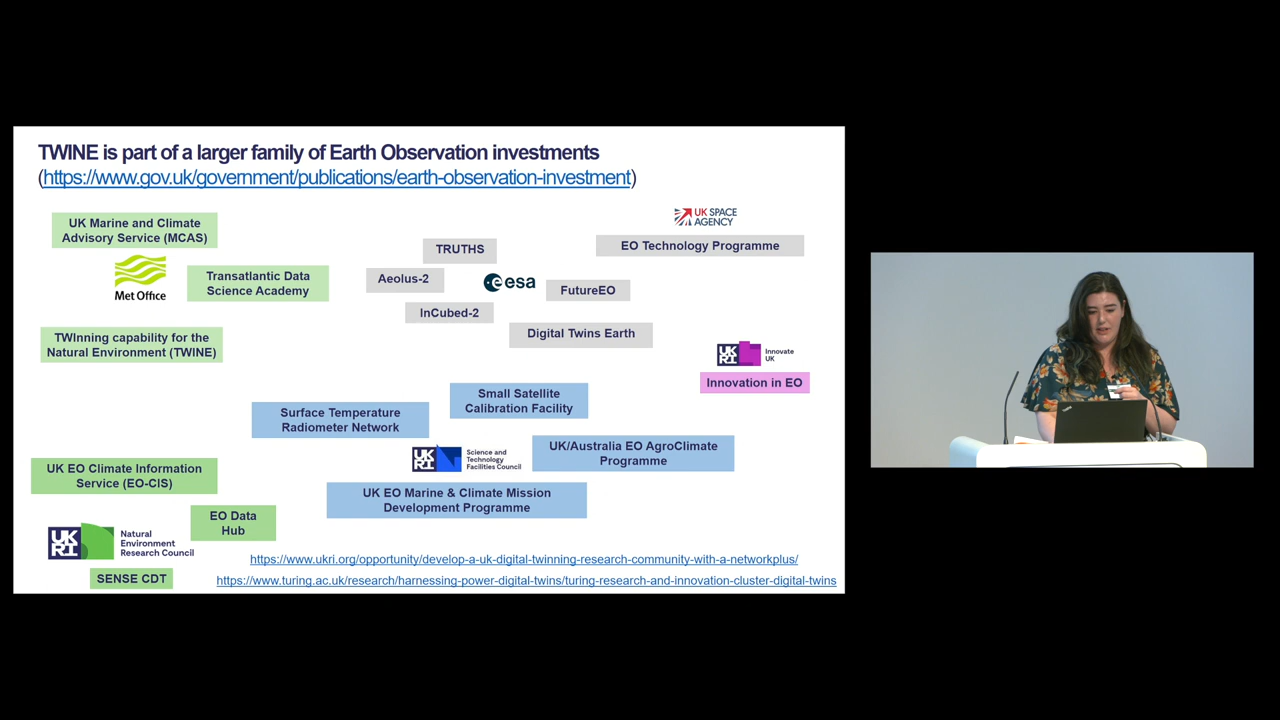 TWINE is part of a larger family of Earth Observation investments
(https://www.gov.uk/government/publications/earth-observation-investment)
UK Marine and Climate
Advisory Service (MCAS)
Met Office
Transatlantic Data
Science Academy
TWInning capability for the
Natural Environment (TWINE)
TRUTHS
Aeolus-2
esa
FutureEO
InCubed-2
Digital Twins Earth
UK SPACE
AGENCY
EO Technology Programme
UKRI
Innovate
UK
Innovation in EO
Small Satellite
Calibration Facility
Surface Temperature
Radiometer Network
UKRI
Science and
Technology
Facilities Council
UK/Australia EO AgroClimate
Programme
UK EO Marine & Climate Mission
Development Programme
UK EO Climate Information
Service (EO-CIS)
EO Data
Hub
UKRI
Natural
Environment
Research Council
SENSE CDT
https://www.ukri.org/opportunity/develop-a-uk-digital-twinning-research-community-with-a-networkplus/
https://www.turing.ac.uk/research/harnessing-power-digital-twins/turing-research-and-innovation-cluster-digital-twins